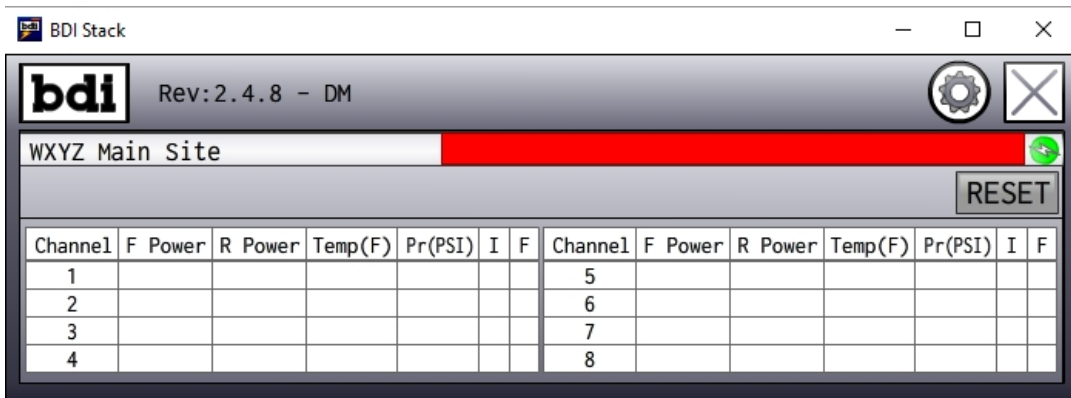 BDI Stack
bdi Rev:2.4.8 - DM
WXYZ Main Site
RESET
Channel F Power R Power Temp(F) Pr(PSI) I F Channel F Power R Power Temp(F) Pr(PSI) I F
1 5
2 6
3 7
4 8